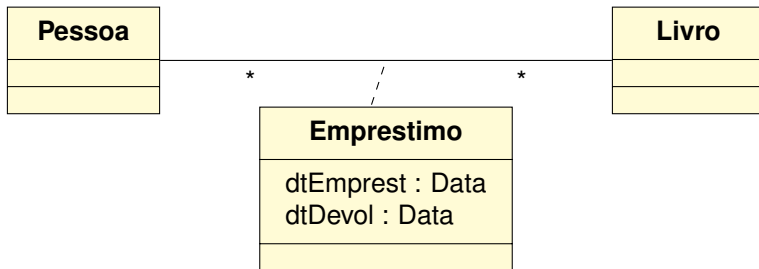 Pessoa
Livro
* *
Emprestimo
dtEmprest : Data
dtDevol : Data